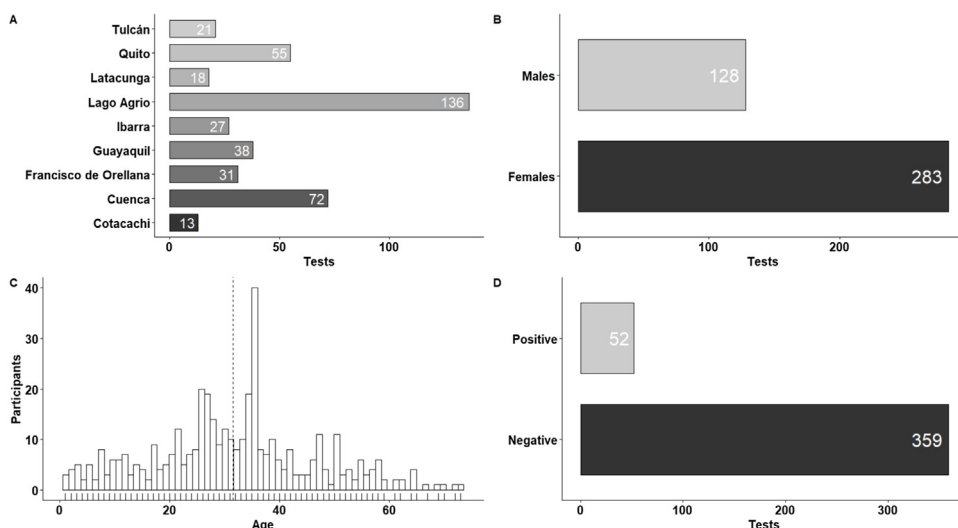 A
Tulcán 21
Quito 55
Latacunga 18
Lago Agrio 136
Ibarra 27
Guayaquil 38
Francisco de Orellana 31
Cuenca 72
Cotacachi 13
0 50 100
Tests
B
Males 128
Females 283
0 100 200
Tests
C
Participants
40
30
20
10
0
0 20 40 60
Age
D
Positive 52
Negative 359
0 100 200 300
Tests